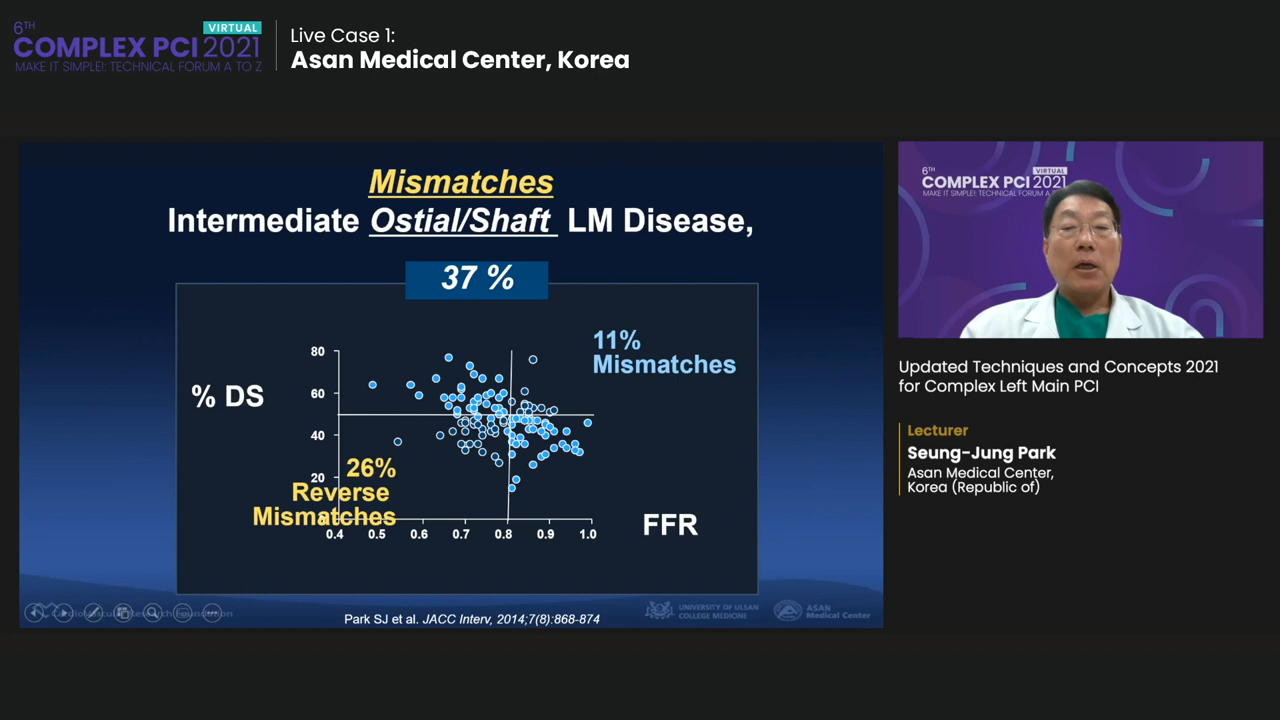 6TH
VIRTUAL
COMPLEX PCI 2021
MAKE IT SIMPLE!: TECHNICAL FORUM A TO Z
Live Case 1:
Asan Medical Center, Korea
Mismatches
Intermediate Ostial/Shaft LM Disease,
37 %
11%
Mismatches
% DS
80
60
40
20
26%
Reverse
Mismatches
0.4 0.5 0.6 0.7 0.8 0.9 1.0
FFR
CardioVascular Research Foundation
Park SJ et al. JACC Interv, 2014;7(8):868-874
UNIVERSITY OF ULSAN
COLLEGE MEDICINE
ASAN
Medical Center
6TH
VIRTUAL
COMPLEX PCI 2021
MAKE IT SIMPLE!: TECHNICAL FORUM A
Updated Techniques and Concepts 2021
for Complex Left Main PCI
Lecturer
Seung-Jung Park
Asan Medical Center,
Korea (Republic of)